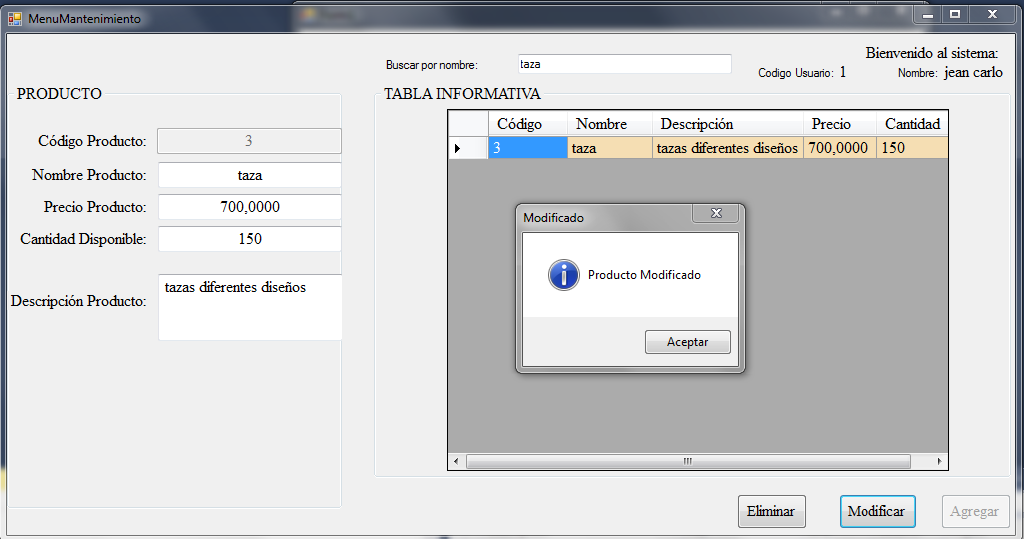 MenuMantenimiento
Bienvenido al sistema:
Buscar por nombre: taza
Codigo Usuario: 1 Nombre: jean carlo
PRODUCTO
Código Producto: 3
Nombre Producto: taza
Precio Producto: 700,0000
Cantidad Disponible: 150
Descripción Producto: tazas diferentes diseños
TABLA INFORMATIVA
Código Nombre Descripción Precio Cantidad
3 taza tazas diferentes diseños 700,0000 150
Modificado
Producto Modificado
Aceptar
Eliminar Modificar Agregar